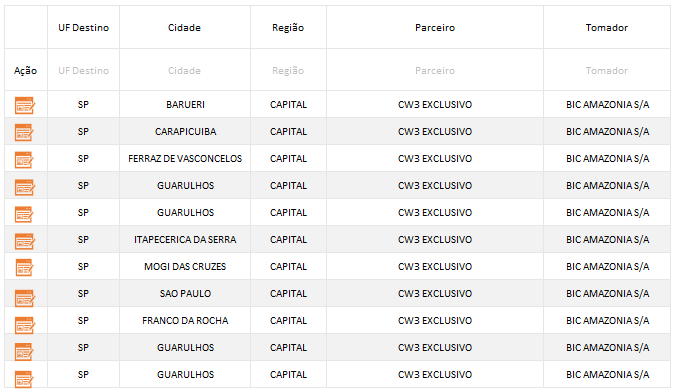 UF Destino Cidade Região Parceiro Tomador
Ação UF Destino Cidade Região Parceiro Tomador
SP BARUERI CAPITAL CW3 EXCLUSIVO BIC AMAZONIA S/A
SP CARAPICUIBA CAPITAL CW3 EXCLUSIVO BIC AMAZONIA S/A
SP FERRAZ DE VASCONCELOS CAPITAL CW3 EXCLUSIVO BIC AMAZONIA S/A
SP GUARULHOS CAPITAL CW3 EXCLUSIVO BIC AMAZONIA S/A
SP GUARULHOS CAPITAL CW3 EXCLUSIVO BIC AMAZONIA S/A
SP ITAPECERICA DA SERRA CAPITAL CW3 EXCLUSIVO BIC AMAZONIA S/A
SP MOGI DAS CRUZES CAPITAL CW3 EXCLUSIVO BIC AMAZONIA S/A
SP SAO PAULO CAPITAL CW3 EXCLUSIVO BIC AMAZONIA S/A
SP FRANCO DA ROCHA CAPITAL CW3 EXCLUSIVO BIC AMAZONIA S/A
SP GUARULHOS CAPITAL CW3 EXCLUSIVO BIC AMAZONIA S/A
SP GUARULHOS CAPITAL CW3 EXCLUSIVO BIC AMAZONIA S/A